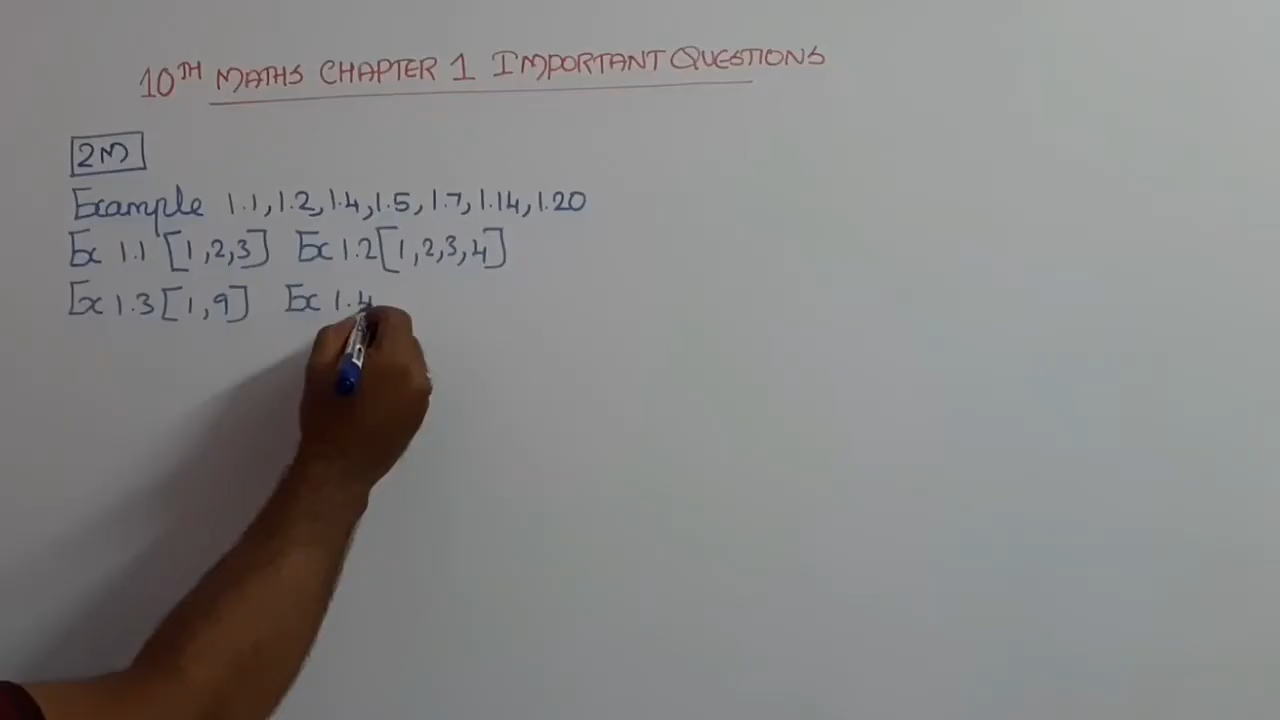 10TH MATHS CHAPTER 1 IMPORTANT QUESTIONS
2M
Example 1.1, 1.2, 1.4, 1.5, 1.7, 1.14, 1.20
Ex 1.1 [1,2,3] Ex 1.2 [1,2,3,4]
Ex 1.3 [1,9] Ex 1.4